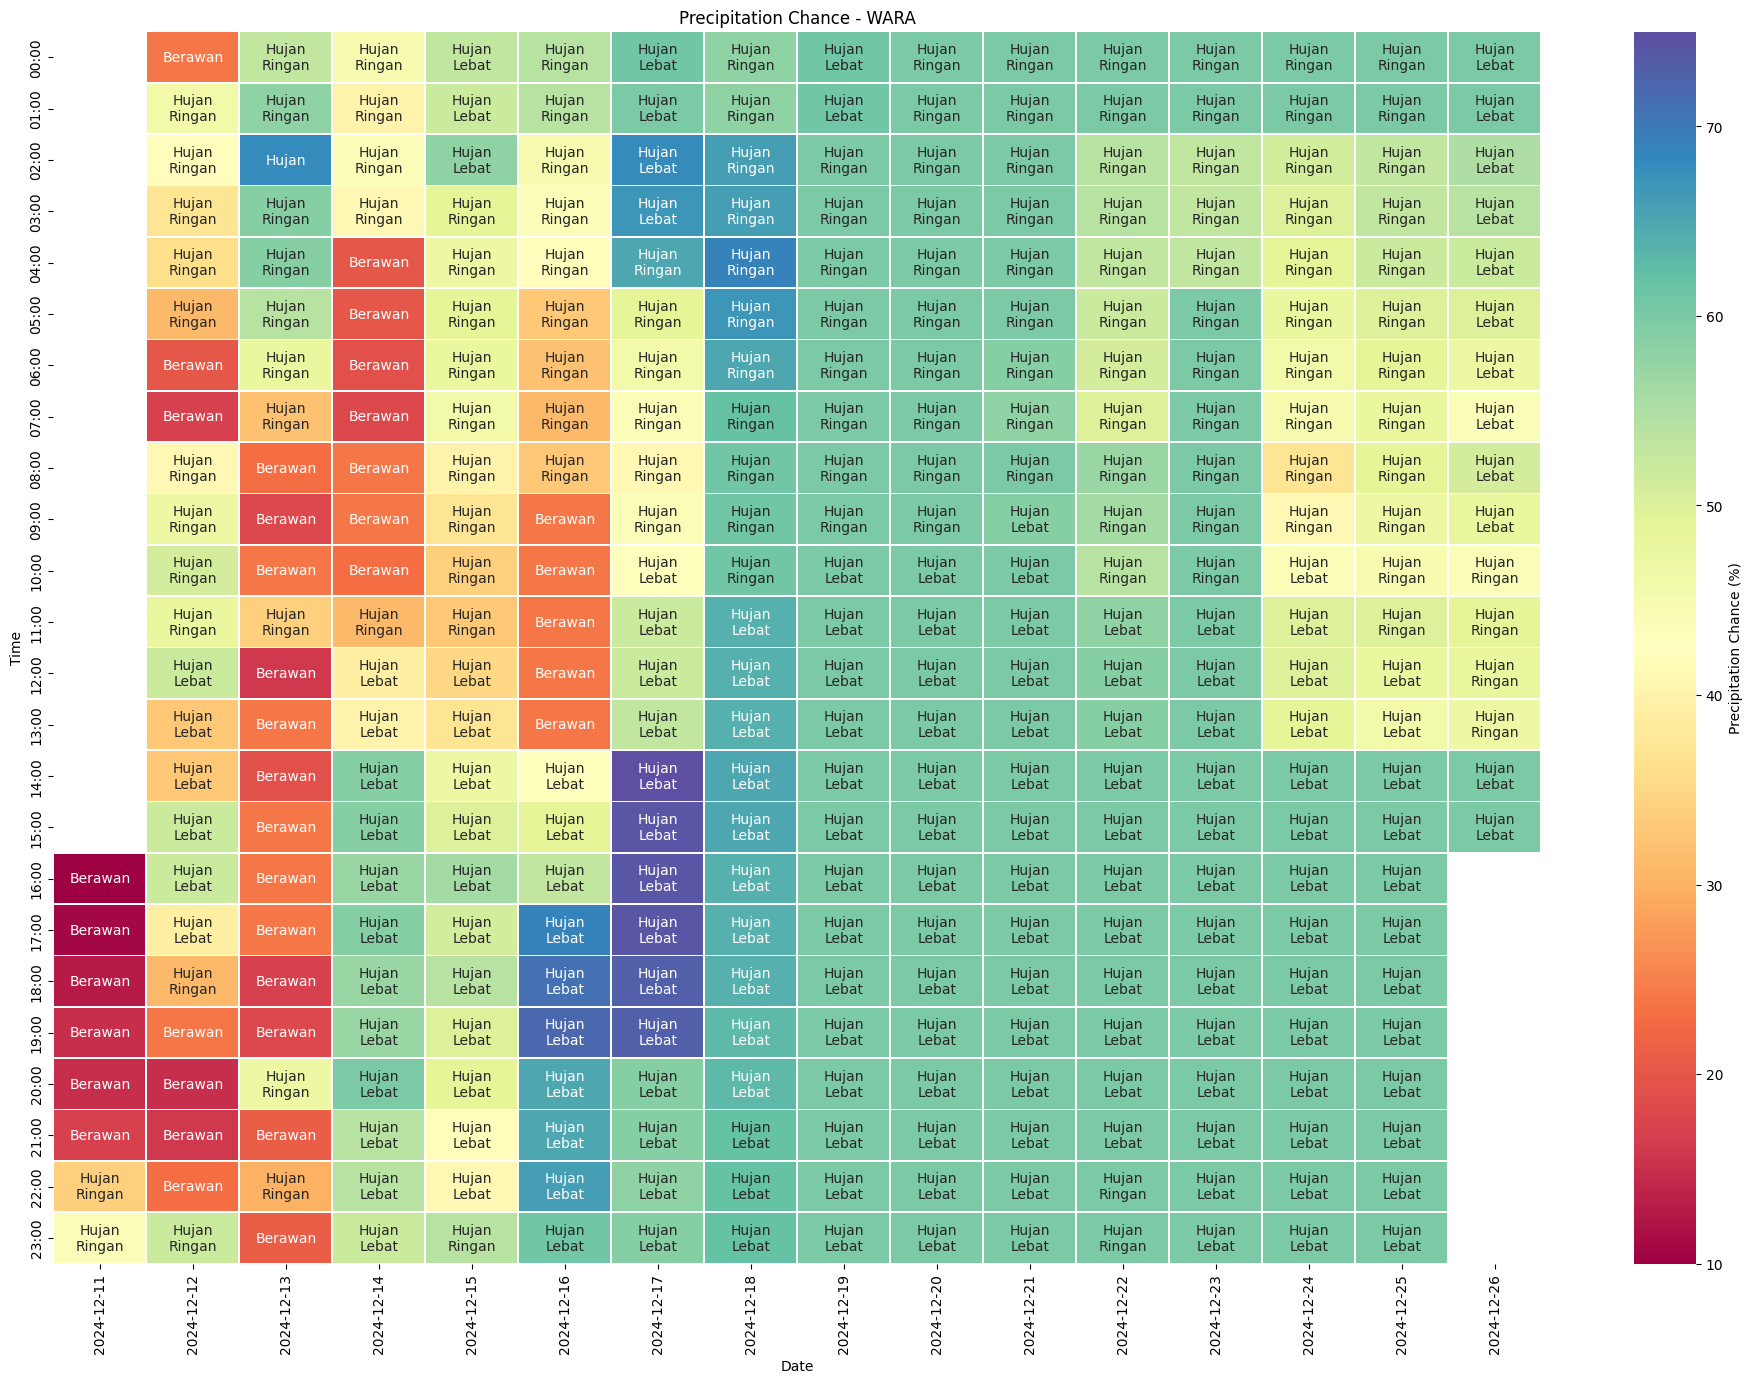 Precipitation Chance - WARA
00:00 Berawan Hujan Ringan Hujan Ringan Hujan Lebat Hujan Ringan Hujan Lebat Hujan Ringan Hujan Lebat Hujan Ringan Hujan Ringan Hujan Ringan Hujan Ringan Hujan Ringan Hujan Ringan Hujan Lebat
01:00 Hujan Ringan Hujan Ringan Hujan Ringan Hujan Lebat Hujan Ringan Hujan Lebat Hujan Ringan Hujan Lebat Hujan Ringan Hujan Ringan Hujan Ringan Hujan Ringan Hujan Ringan Hujan Ringan Hujan Lebat
02:00 Hujan Ringan Hujan Hujan Ringan Hujan Lebat Hujan Ringan Hujan Lebat Hujan Ringan Hujan Ringan Hujan Ringan Hujan Ringan Hujan Ringan Hujan Ringan Hujan Ringan Hujan Ringan Hujan Lebat
03:00 Hujan Ringan Hujan Ringan Hujan Ringan Hujan Ringan Hujan Ringan Hujan Lebat Hujan Ringan Hujan Ringan Hujan Ringan Hujan Ringan Hujan Ringan Hujan Ringan Hujan Ringan Hujan Ringan Hujan Lebat
04:00 Hujan Ringan Hujan Ringan Berawan Hujan Ringan Hujan Ringan Hujan Ringan Hujan Ringan Hujan Ringan Hujan Ringan Hujan Ringan Hujan Ringan Hujan Ringan Hujan Ringan Hujan Ringan Hujan Lebat
05:00 Hujan Ringan Hujan Ringan Berawan Hujan Ringan Hujan Ringan Hujan Ringan Hujan Ringan Hujan Ringan Hujan Ringan Hujan Ringan Hujan Ringan Hujan Ringan Hujan Ringan Hujan Ringan Hujan Lebat
06:00 Berawan Hujan Ringan Berawan Hujan Ringan Hujan Ringan Hujan Ringan Hujan Ringan Hujan Ringan Hujan Ringan Hujan Ringan Hujan Ringan Hujan Ringan Hujan Ringan Hujan Ringan Hujan Lebat
07:00 Berawan Hujan Ringan Berawan Hujan Ringan Hujan Ringan Hujan Ringan Hujan Ringan Hujan Ringan Hujan Ringan Hujan Ringan Hujan Ringan Hujan Ringan Hujan Ringan Hujan Ringan Hujan Lebat
08:00 Hujan Ringan Berawan Berawan Hujan Ringan Hujan Ringan Hujan Ringan Hujan Ringan Hujan Ringan Hujan Ringan Hujan Ringan Hujan Ringan Hujan Ringan Hujan Ringan Hujan Ringan Hujan Lebat
09:00 Hujan Ringan Berawan Berawan Hujan Ringan Berawan Hujan Ringan Hujan Ringan Hujan Ringan Hujan Ringan Hujan Lebat Hujan Ringan Hujan Ringan Hujan Ringan Hujan Ringan Hujan Lebat
10:00 Hujan Ringan Berawan Berawan Hujan Ringan Berawan Hujan Lebat Hujan Ringan Hujan Lebat Hujan Lebat Hujan Lebat Hujan Ringan Hujan Ringan Hujan Lebat Hujan Ringan Hujan Ringan
11:00 Hujan Ringan Hujan Ringan Hujan Ringan Hujan Ringan Berawan Hujan Lebat Hujan Lebat Hujan Lebat Hujan Lebat Hujan Lebat Hujan Lebat Hujan Lebat Hujan Lebat Hujan Ringan Hujan Ringan
12:00 Hujan Lebat Berawan Hujan Lebat Hujan Lebat Berawan Hujan Lebat Hujan Lebat Hujan Lebat Hujan Lebat Hujan Lebat Hujan Lebat Hujan Lebat Hujan Lebat Hujan Lebat Hujan Ringan
13:00 Hujan Lebat Berawan Hujan Lebat Hujan Lebat Berawan Hujan Lebat Hujan Lebat Hujan Lebat Hujan Lebat Hujan Lebat Hujan Lebat Hujan Lebat Hujan Lebat Hujan Lebat Hujan Ringan
14:00 Hujan Lebat Berawan Hujan Lebat Hujan Lebat Hujan Lebat Hujan Lebat Hujan Lebat Hujan Lebat Hujan Lebat Hujan Lebat Hujan Lebat Hujan Lebat Hujan Lebat Hujan Lebat Hujan Lebat
15:00 Hujan Lebat Berawan Hujan Lebat Hujan Lebat Hujan Lebat Hujan Lebat Hujan Lebat Hujan Lebat Hujan Lebat Hujan Lebat Hujan Lebat Hujan Lebat Hujan Lebat Hujan Lebat Hujan Lebat
16:00 Berawan Hujan Lebat Berawan Hujan Lebat Hujan Lebat Hujan Lebat Hujan Lebat Hujan Lebat Hujan Lebat Hujan Lebat Hujan Lebat Hujan Lebat Hujan Lebat Hujan Lebat Hujan Lebat
17:00 Berawan Hujan Lebat Berawan Hujan Lebat Hujan Lebat Hujan Lebat Hujan Lebat Hujan Lebat Hujan Lebat Hujan Lebat Hujan Lebat Hujan Lebat Hujan Lebat Hujan Lebat Hujan Lebat
18:00 Berawan Hujan Ringan Berawan Hujan Lebat Hujan Lebat Hujan Lebat Hujan Lebat Hujan Lebat Hujan Lebat Hujan Lebat Hujan Lebat Hujan Lebat Hujan Lebat Hujan Lebat Hujan Lebat
19:00 Berawan Berawan Berawan Hujan Lebat Hujan Lebat Hujan Lebat Hujan Lebat Hujan Lebat Hujan Lebat Hujan Lebat Hujan Lebat Hujan Lebat Hujan Lebat Hujan Lebat Hujan Lebat
20:00 Berawan Berawan Hujan Ringan Hujan Lebat Hujan Lebat Hujan Lebat Hujan Lebat Hujan Lebat Hujan Lebat Hujan Lebat Hujan Lebat Hujan Lebat Hujan Lebat Hujan Lebat Hujan Lebat
21:00 Berawan Berawan Berawan Hujan Lebat Hujan Lebat Hujan Lebat Hujan Lebat Hujan Lebat Hujan Lebat Hujan Lebat Hujan Lebat Hujan Lebat Hujan Lebat Hujan Lebat Hujan Lebat
22:00 Hujan Ringan Berawan Hujan Ringan Hujan Lebat Hujan Lebat Hujan Lebat Hujan Lebat Hujan Lebat Hujan Lebat Hujan Lebat Hujan Lebat Hujan Ringan Hujan Lebat Hujan Lebat Hujan Lebat
23:00 Hujan Ringan Hujan Ringan Berawan Hujan Lebat Hujan Ringan Hujan Lebat Hujan Lebat Hujan Lebat Hujan Lebat Hujan Lebat Hujan Lebat Hujan Ringan Hujan Lebat Hujan Lebat Hujan Lebat
Time
2024-12-11 2024-12-12 2024-12-13 2024-12-14 2024-12-15 2024-12-16 2024-12-17 2024-12-18 2024-12-19 2024-12-20 2024-12-21 2024-12-22 2024-12-23 2024-12-24 2024-12-25 2024-12-26
Date
70
60
50
40
30
20
10
Precipitation Chance (%)